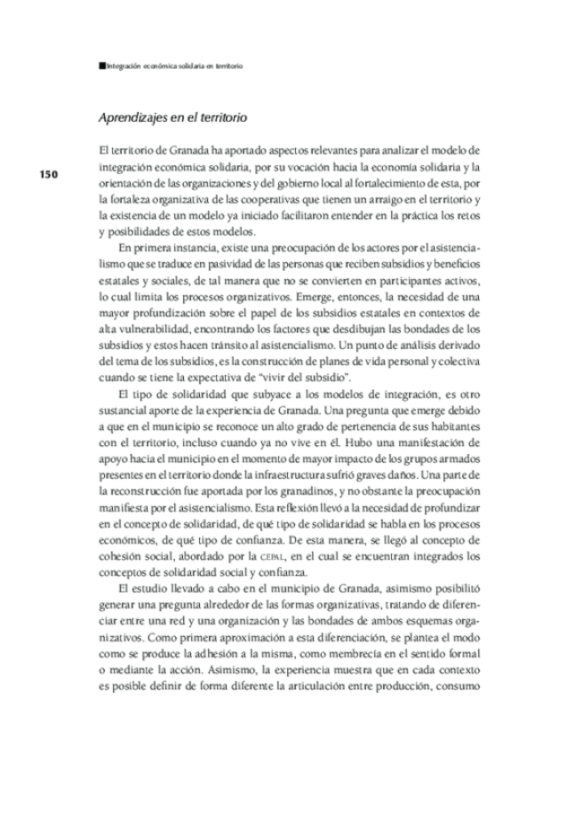 Integración económica solidaria en territorio
Aprendizajes en el territorio
El territorio de Granada ha aportado aspectos relevantes para analizar el modelo de
integración económica solidaria, por su vocación hacia la economía solidaria y la
150
orientación de las organizaciones y del gobierno local al fortalecimiento de esta, por
la fortaleza organizativa de las cooperativas que tienen un arraigo en el territorio y
la existencia de un modelo ya iniciado facilitaron entender en la práctica los retos
y posibilidades de estos modelos.
En primera instancia, existe una preocupación de los actores por el asistencia-
lismo que se traduce en pasividad de las personas que reciben subsidios y beneficios
estatales y sociales, de tal manera que no se convierten en participantes activos,
lo cual limita los procesos organizativos. Emerge, entonces, la necesidad de una
mayor profundización sobre el papel de los subsidios estatales en contextos de
alta vulnerabilidad, encontrando los factores que desdibujan las bondades de los
subsidios y estos hacen tránsito al asistencialismo. Un punto de análisis derivado
del tema de los subsidios, es la construcción de planes de vida personal y colectiva
cuando se tiene la expectativa de “vivir del subsidio”.
El tipo de solidaridad que subyace a los modelos de integración, es otro
sustancial aporte de la experiencia de Granada. Una pregunta que emerge debido
a que en el municipio se reconoce un alto grado de pertenencia de sus habitantes
con el territorio, incluso cuando ya no vive en él. Hubo una manifestación de
apoyo hacia el municipio en el momento de mayor impacto de los grupos armados
presentes en el territorio donde la infraestructura sufrió graves daños. Una parte de
la reconstrucción fue aportada por los granadinos, y no obstante la preocupación
manifiesta por el asistencialismo. Esta reflexión llevó a la necesidad de profundizar
en el concepto de solidaridad, de qué tipo de solidaridad se habla en los procesos
económicos, de qué tipo de confianza. De esta manera, se llegó al concepto de
cohesión social, abordado por la CEPAL, en el cual se encuentran integrados los
conceptos de solidaridad social y confianza.
El estudio llevado a cabo en el municipio de Granada, asimismo posibilitó
generar una pregunta alrededor de las formas organizativas, tratando de diferen-
ciar entre una red y una organización y las bondades de ambos esquemas orga-
nizativos. Como primera aproximación a esta diferenciación, se plantea el modo
como se produce la adhesión a la misma, como membrecía en el sentido formal
o mediante la acción. Asimismo, la experiencia muestra que en cada contexto
es posible definir de forma diferente la articulación entre producción, consumo